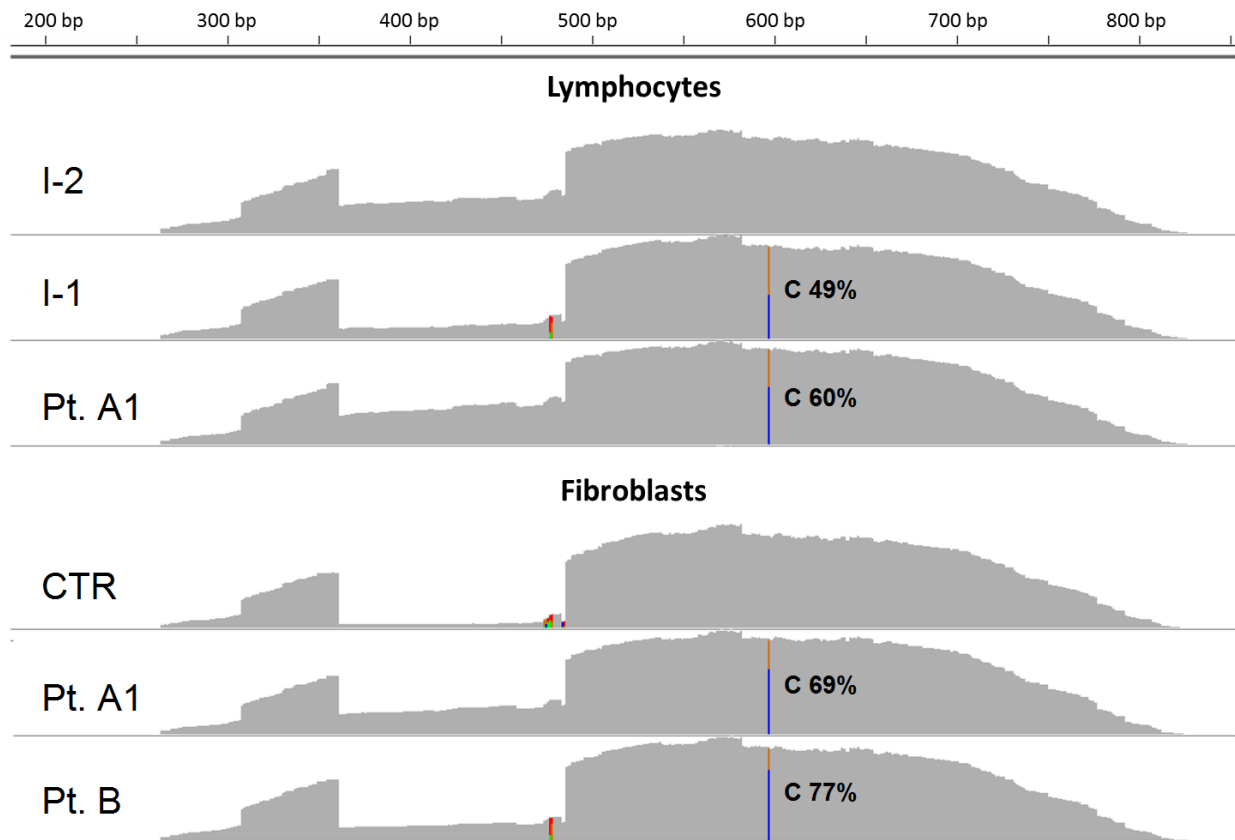 200 bp 300 bp 400 bp 500 bp 600 bp 700 bp 800 bp
Lymphocytes
I-2
I-1
C 49%
Pt. A1
C 60%
Fibroblasts
CTR
Pt. A1
C 69%
Pt. B
C 77%